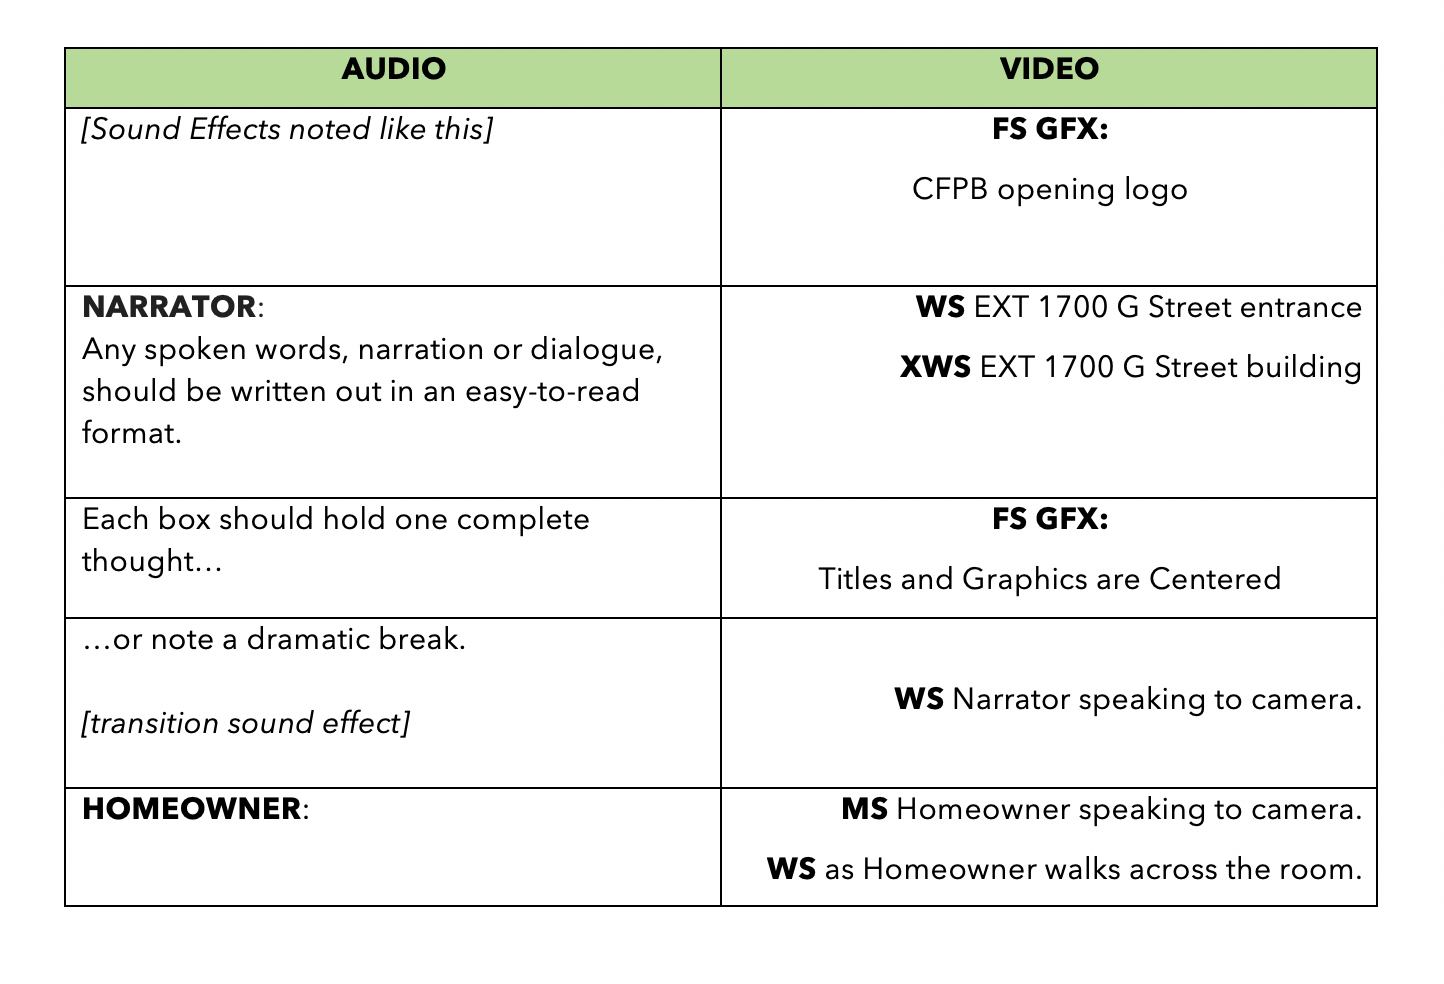 AUDIO
VIDEO
[Sound Effects noted like this]
FS GFX:
CFPB opening logo
NARRATOR:
Any spoken words, narration or dialogue,
should be written out in an easy-to-read
format.
WS EXT 1700 G Street entrance
XWS EXT 1700 G Street building
Each box should hold one complete
thought…
FS GFX:
Titles and Graphics are Centered
…or note a dramatic break.
[transition sound effect]
WS Narrator speaking to camera.
HOMEOWNER:
MS Homeowner speaking to camera.
WS as Homeowner walks across the room.